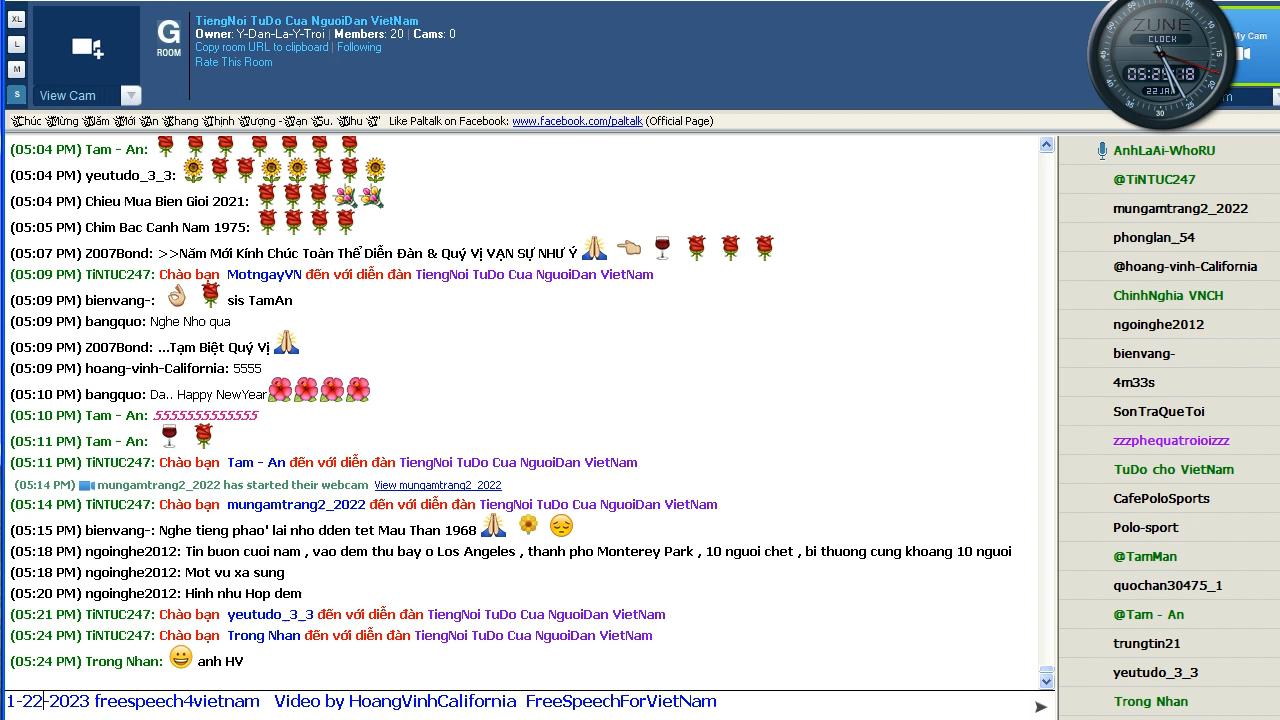 XL
L
M
S
View Cam
G
ROOM
TiengNoi TuDo Cua NguoiDan VietNam
Owner: Y-Dan-La-Y-Troi | Members: 20 | Cams: 0
Copy room URL to clipboard | Following
Rate This Room
ZUNE
CLOCK
05:25:18
22 JAN
My Cam
Like Paltalk on Facebook: www.facebook.com/paltalk (Official Page)
(05:04 PM) Tam - An:
(05:04 PM) yeutudo_3_3:
(05:04 PM) Chieu Mua Bien Gioi 2021:
(05:05 PM) Chim Bac Canh Nam 1975:
(05:07 PM) Z007Bond: >>Năm Mới Kính Chúc Toàn Thể Diễn Đàn & Quý Vị VẠN SỰ NHƯ Ý
(05:09 PM) TiNTUC247: Chào bạn MotngayVN đến với diễn đàn TiengNoi TuDo Cua NguoiDan VietNam
(05:09 PM) bienvang-: sis TamAn
(05:09 PM) bangquo: Nghe Nho qua
(05:09 PM) Z007Bond: ...Tạm Biệt Quý Vị
(05:09 PM) hoang-vinh-California: 5555
(05:10 PM) bangquo: Da.. Happy NewYear
(05:10 PM) Tam - An: 5555555555555
(05:11 PM) Tam - An:
(05:11 PM) TiNTUC247: Chào bạn Tam - An đến với diễn đàn TiengNoi TuDo Cua NguoiDan VietNam
(05:14 PM) mungamtrang2_2022 has started their webcam View mungamtrang2_2022
(05:14 PM) TiNTUC247: Chào bạn mungamtrang2_2022 đến với diễn đàn TiengNoi TuDo Cua NguoiDan VietNam
(05:15 PM) bienvang-: Nghe tieng phao' lai nho dden tet Mau Than 1968
(05:18 PM) ngoinghe2012: Tin buon cuoi nam , vao dem thu bay o Los Angeles , thanh pho Monterey Park , 10 nguoi chet , bi thuong cung khoang 10 nguoi
(05:18 PM) ngoinghe2012: Mot vu xa sung
(05:20 PM) ngoinghe2012: Hinh nhu Hop dem
(05:21 PM) TiNTUC247: Chào bạn yeutudo_3_3 đến với diễn đàn TiengNoi TuDo Cua NguoiDan VietNam
(05:24 PM) TiNTUC247: Chào bạn Trong Nhan đến với diễn đàn TiengNoi TuDo Cua NguoiDan VietNam
(05:24 PM) Trong Nhan: anh HV
1-22-2023 freespeech4vietnam Video by HoangVinhCalifornia FreeSpeechForVietNam
AnhLaAi-WhoRU
@TiNTUC247
mungamtrang2_2022
phonglan_54
@hoang-vinh-California
ChinhNghia VNCH
ngoinghe2012
bienvang-
4m33s
SonTraQueToi
zzzphequatroioizzz
TuDo cho VietNam
CafePoloSports
Polo-sport
@TamMan
quochan30475_1
@Tam - An
trungtin21
yeutudo_3_3
Trong Nhan